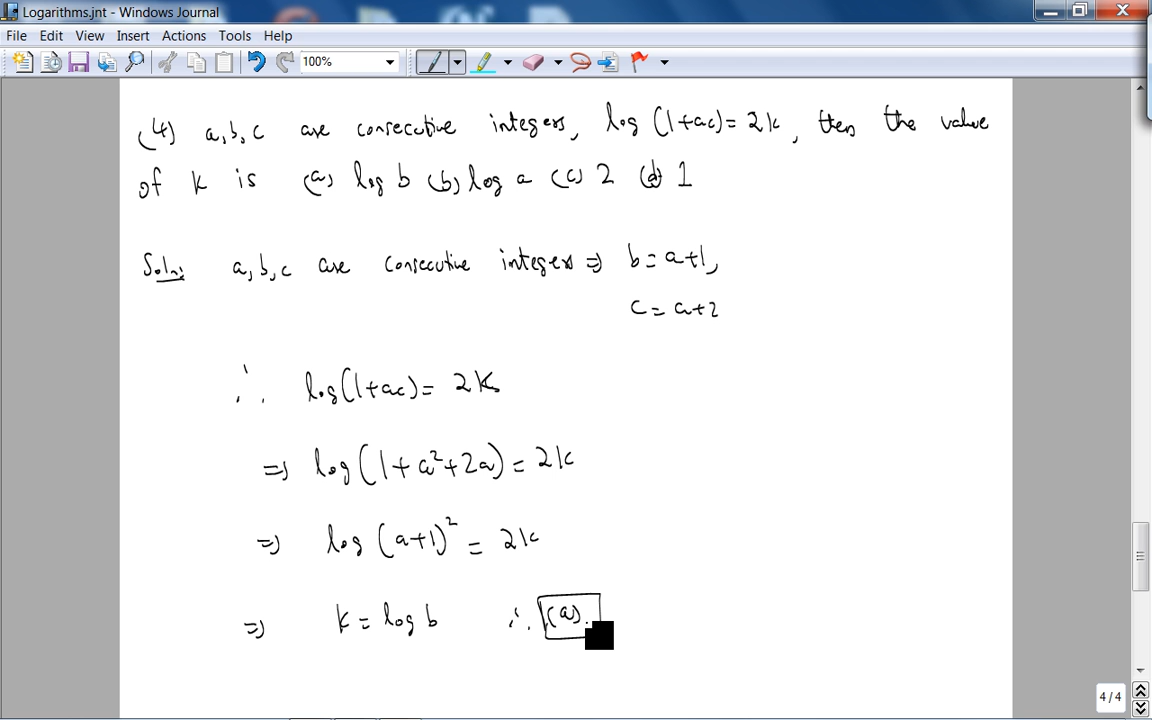 Logarithms.jnt - Windows Journal
File Edit View Insert Actions Tools Help
100%
(4) a, b, c are consecutive integers, log (1+ac) = 2k, then the value
of k is (a) log b (b) log a (c) 2 (d) 1
Soln: a, b, c are consecutive integers ⇒ b = a+1,
c = a+2
∴ log(1+ac) = 2k
⇒ log(1+a²+2a) = 2k
⇒ log (a+1)² = 2k
⇒ k = log b ∴ (a).
4/4